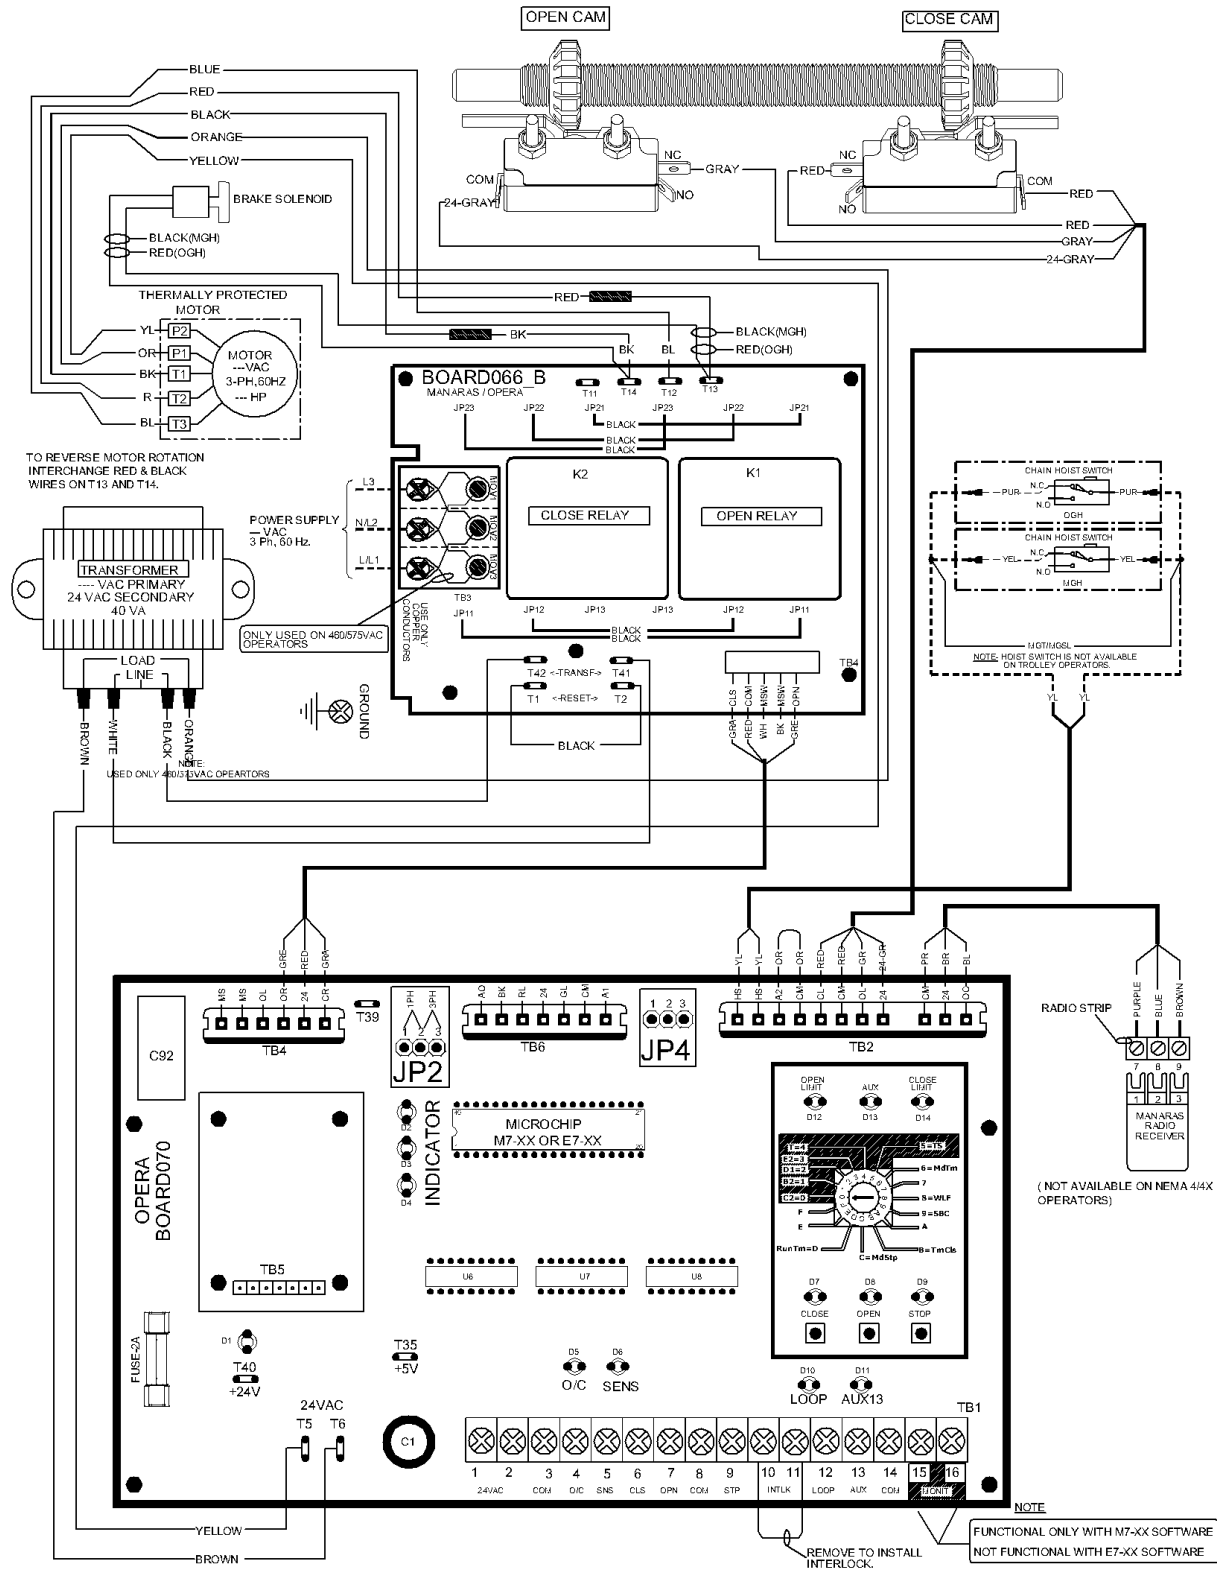 OPEN CAM
CLOSE CAM
BLUE
RED
BLACK
ORANGE
YELLOW
BRAKE SOLENOID
BLACK(MGH)
RED(OGH)
NC
GRAY
COM
24-GRAY
NO
RED
NC
COM
RED
NO
RED
GRAY
24-GRAY
THERMALLY PROTECTED
MOTOR
YL P2
OR P1
BK T1
R T2
BL T3
MOTOR
---VAC
3-PH,60HZ
--- HP
RED
BK
BK
BL
BLACK(MGH)
RED(OGH)
TO REVERSE MOTOR ROTATION
INTERCHANGE RED & BLACK
WIRES ON T13 AND T14.
BOARD066_B
MANARAS / OPERA
T11 T14 T12 T13
JP23 JP22 JP21 JP23 JP22 JP21
BLACK
BLACK
BLACK
L3
N/L2
L/L1
POWER SUPPLY
--- VAC
3 Ph, 60 Hz.
MOV1
MOV2
MOV3
TB3
K2
CLOSE RELAY
K1
OPEN RELAY
USE ONLY
COPPER
CONDUCTORS
JP11 JP12 JP13 JP13 JP12 JP11
BLACK
BLACK
ONLY USED ON 460/575VAC
OPERATORS
T42 <-TRANSF-> T41
T1 <-RESET-> T2
BLACK
TB4
CLS COM MSW MSW OPN
GRA RED WH BK GRE
GROUND
TRANSFORMER
---- VAC PRIMARY
24 VAC SECONDARY
40 VA
LOAD
LINE
BROWN
WHITE
BLACK
ORANGE
NOTE:
USED ONLY 460/575VAC OPEARTORS
CHAIN HOIST SWITCH
PUR N.C. PUR
N.O
OGH
CHAIN HOIST SWITCH
YEL N.C. YEL
N.O
MGH
MGT/MGSL
NOTE- HOIST SWITCH IS NOT AVAILABLE
ON TROLLEY OPERATORS.
YL YL
GRE RED GRA
MS MS OL OR 24 CR
TB4
T39
1PH 3PH
1 2 3
JP2
AO BK RL 24 GL CM A1
TB6
1 2 3
JP4
YL YL OR OR RED RED GR 24-GR PR BR BL
HS HS A2 CM CL CM OL 24 CM 24 OC
TB2
PURPLE
BLUE
BROWN
RADIO STRIP
7 8 9
1 2 3
MANARAS
RADIO
RECEIVER
( NOT AVAILABLE ON NEMA 4/4X
OPERATORS)
C92
OPERA
BOARD070
TB5
D2
D3
D4
INDICATOR
MICROCHIP
M7-XX OR E7-XX
U6 U7 U8
OPEN
LIMIT
D12
AUX
D13
CLOSE
LIMIT
D14
T=4
E2=3
D1=2
B2=1
C2=0
F
E
RunTm=D
C=MdStp
B=TmCls
A
9=SBC
8=WLF
7
6=MdTm
5=TS
D7 D8 D9
CLOSE OPEN STOP
D10 D11
LOOP AUX13
FUSE-2A
D1
T40
+24V
T35
+5V
D5 D6
O/C SENS
24VAC
T5 T6
C1
TB1
1 2 3 4 5 6 7 8 9 10 11 12 13 14 15 16
24VAC COM O/C SNS CLS OPN COM STP INTLK LOOP AUX COM MONIT
YELLOW
BROWN
REMOVE TO INSTALL
INTERLOCK.
NOTE
FUNCTIONAL ONLY WITH M7-XX SOFTWARE
NOT FUNCTIONAL WITH E7-XX SOFTWARE